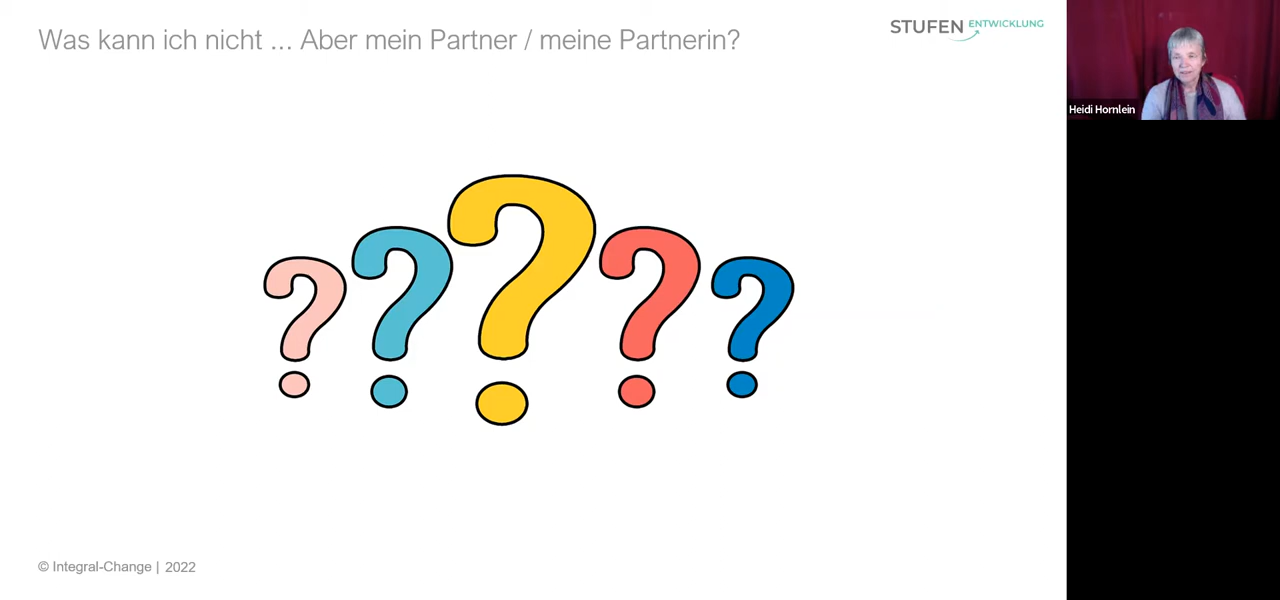 Was kann ich nicht ... Aber mein Partner / meine Partnerin?
STUFEN ENTWICKLUNG
Heidi Hornlein
© Integral-Change | 2022